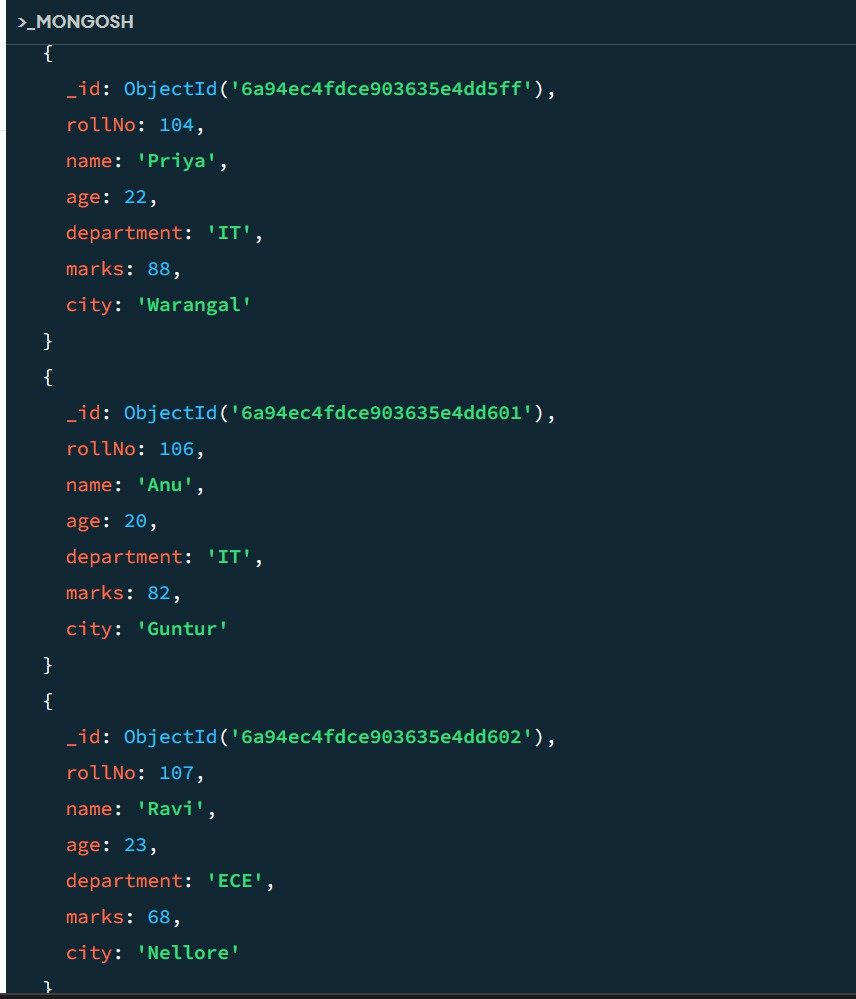 >_MONGOSH
{
_id: ObjectId('6a94ec4fdce903635e4dd5ff'),
rollNo: 104,
name: 'Priya',
age: 22,
department: 'IT',
marks: 88,
city: 'Warangal'
}
{
_id: ObjectId('6a94ec4fdce903635e4dd601'),
rollNo: 106,
name: 'Anu',
age: 20,
department: 'IT',
marks: 82,
city: 'Guntur'
}
{
_id: ObjectId('6a94ec4fdce903635e4dd602'),
rollNo: 107,
name: 'Ravi',
age: 23,
department: 'ECE',
marks: 68,
city: 'Nellore'
}